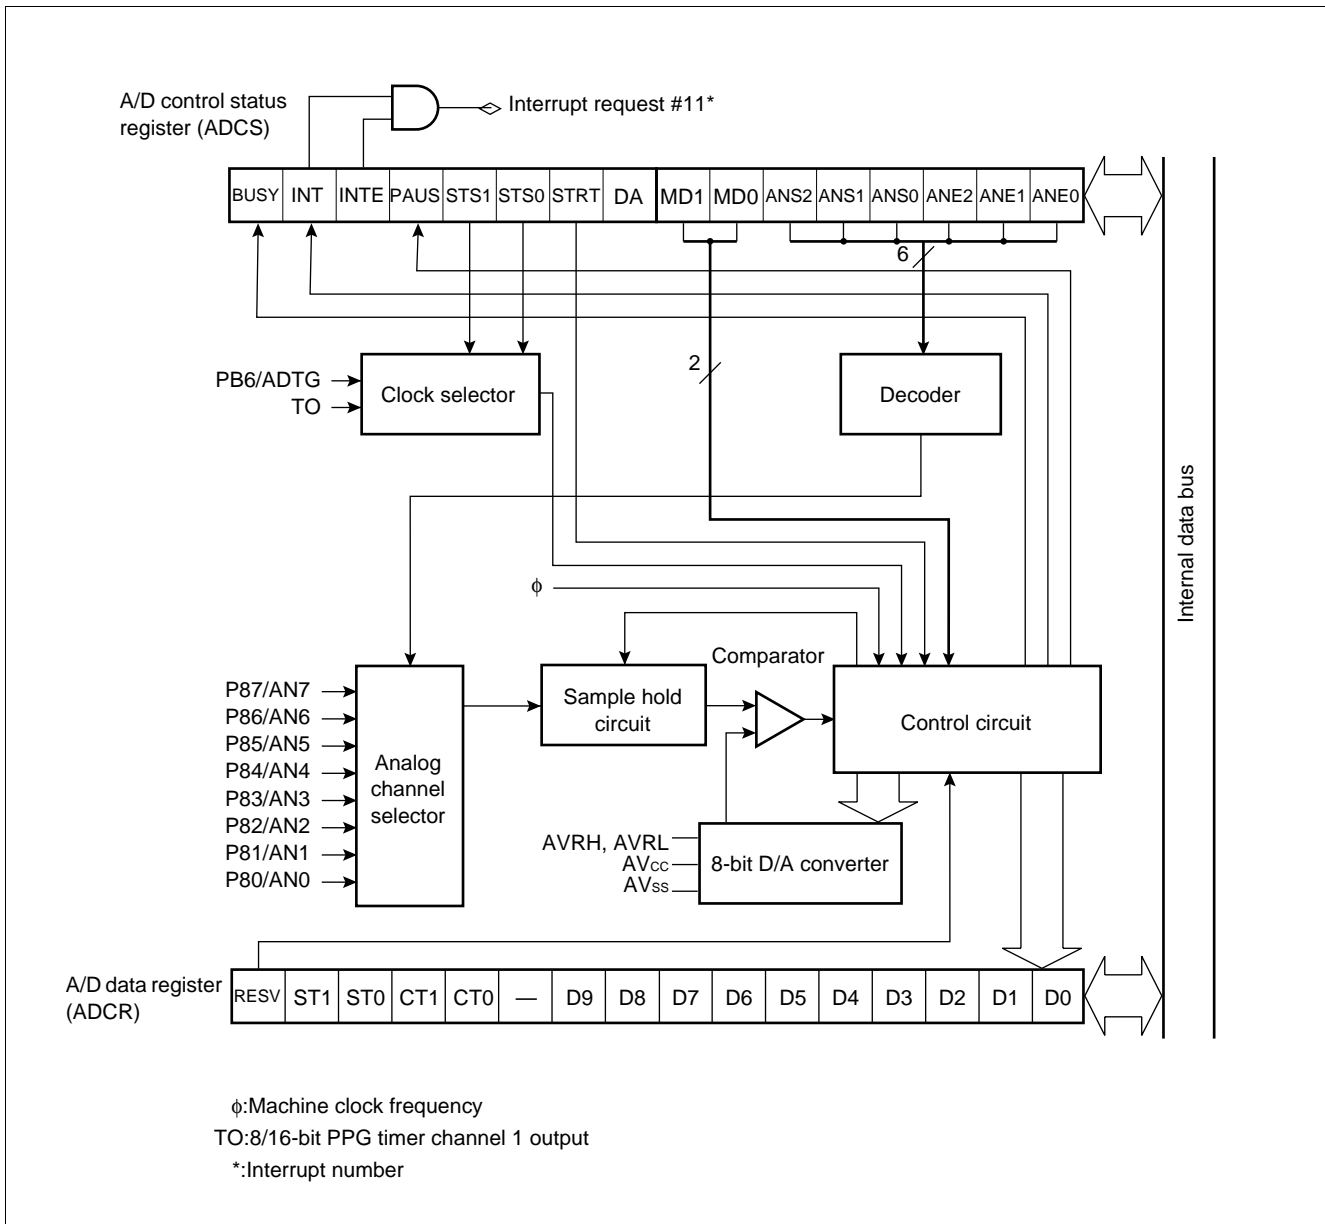 A/D control status
register (ADCS)
Interrupt request #11*
BUSY INT INTE PAUS STS1 STS0 STRT DA MD1 MD0 ANS2 ANS1 ANS0 ANE2 ANE1 ANE0
6
2
PB6/ADTG
TO
Clock selector
Decoder
Internal data bus
ϕ
Comparator
P87/AN7
P86/AN6
P85/AN5
P84/AN4
P83/AN3
P82/AN2
P81/AN1
P80/AN0
Analog
channel
selector
Sample hold
circuit
Control circuit
AVRH, AVRL
AVCC
AVSS
8-bit D/A converter
A/D data register
(ADCR)
RESV ST1 ST0 CT1 CT0 — D9 D8 D7 D6 D5 D4 D3 D2 D1 D0
ϕ:Machine clock frequency
TO:8/16-bit PPG timer channel 1 output
*:Interrupt number